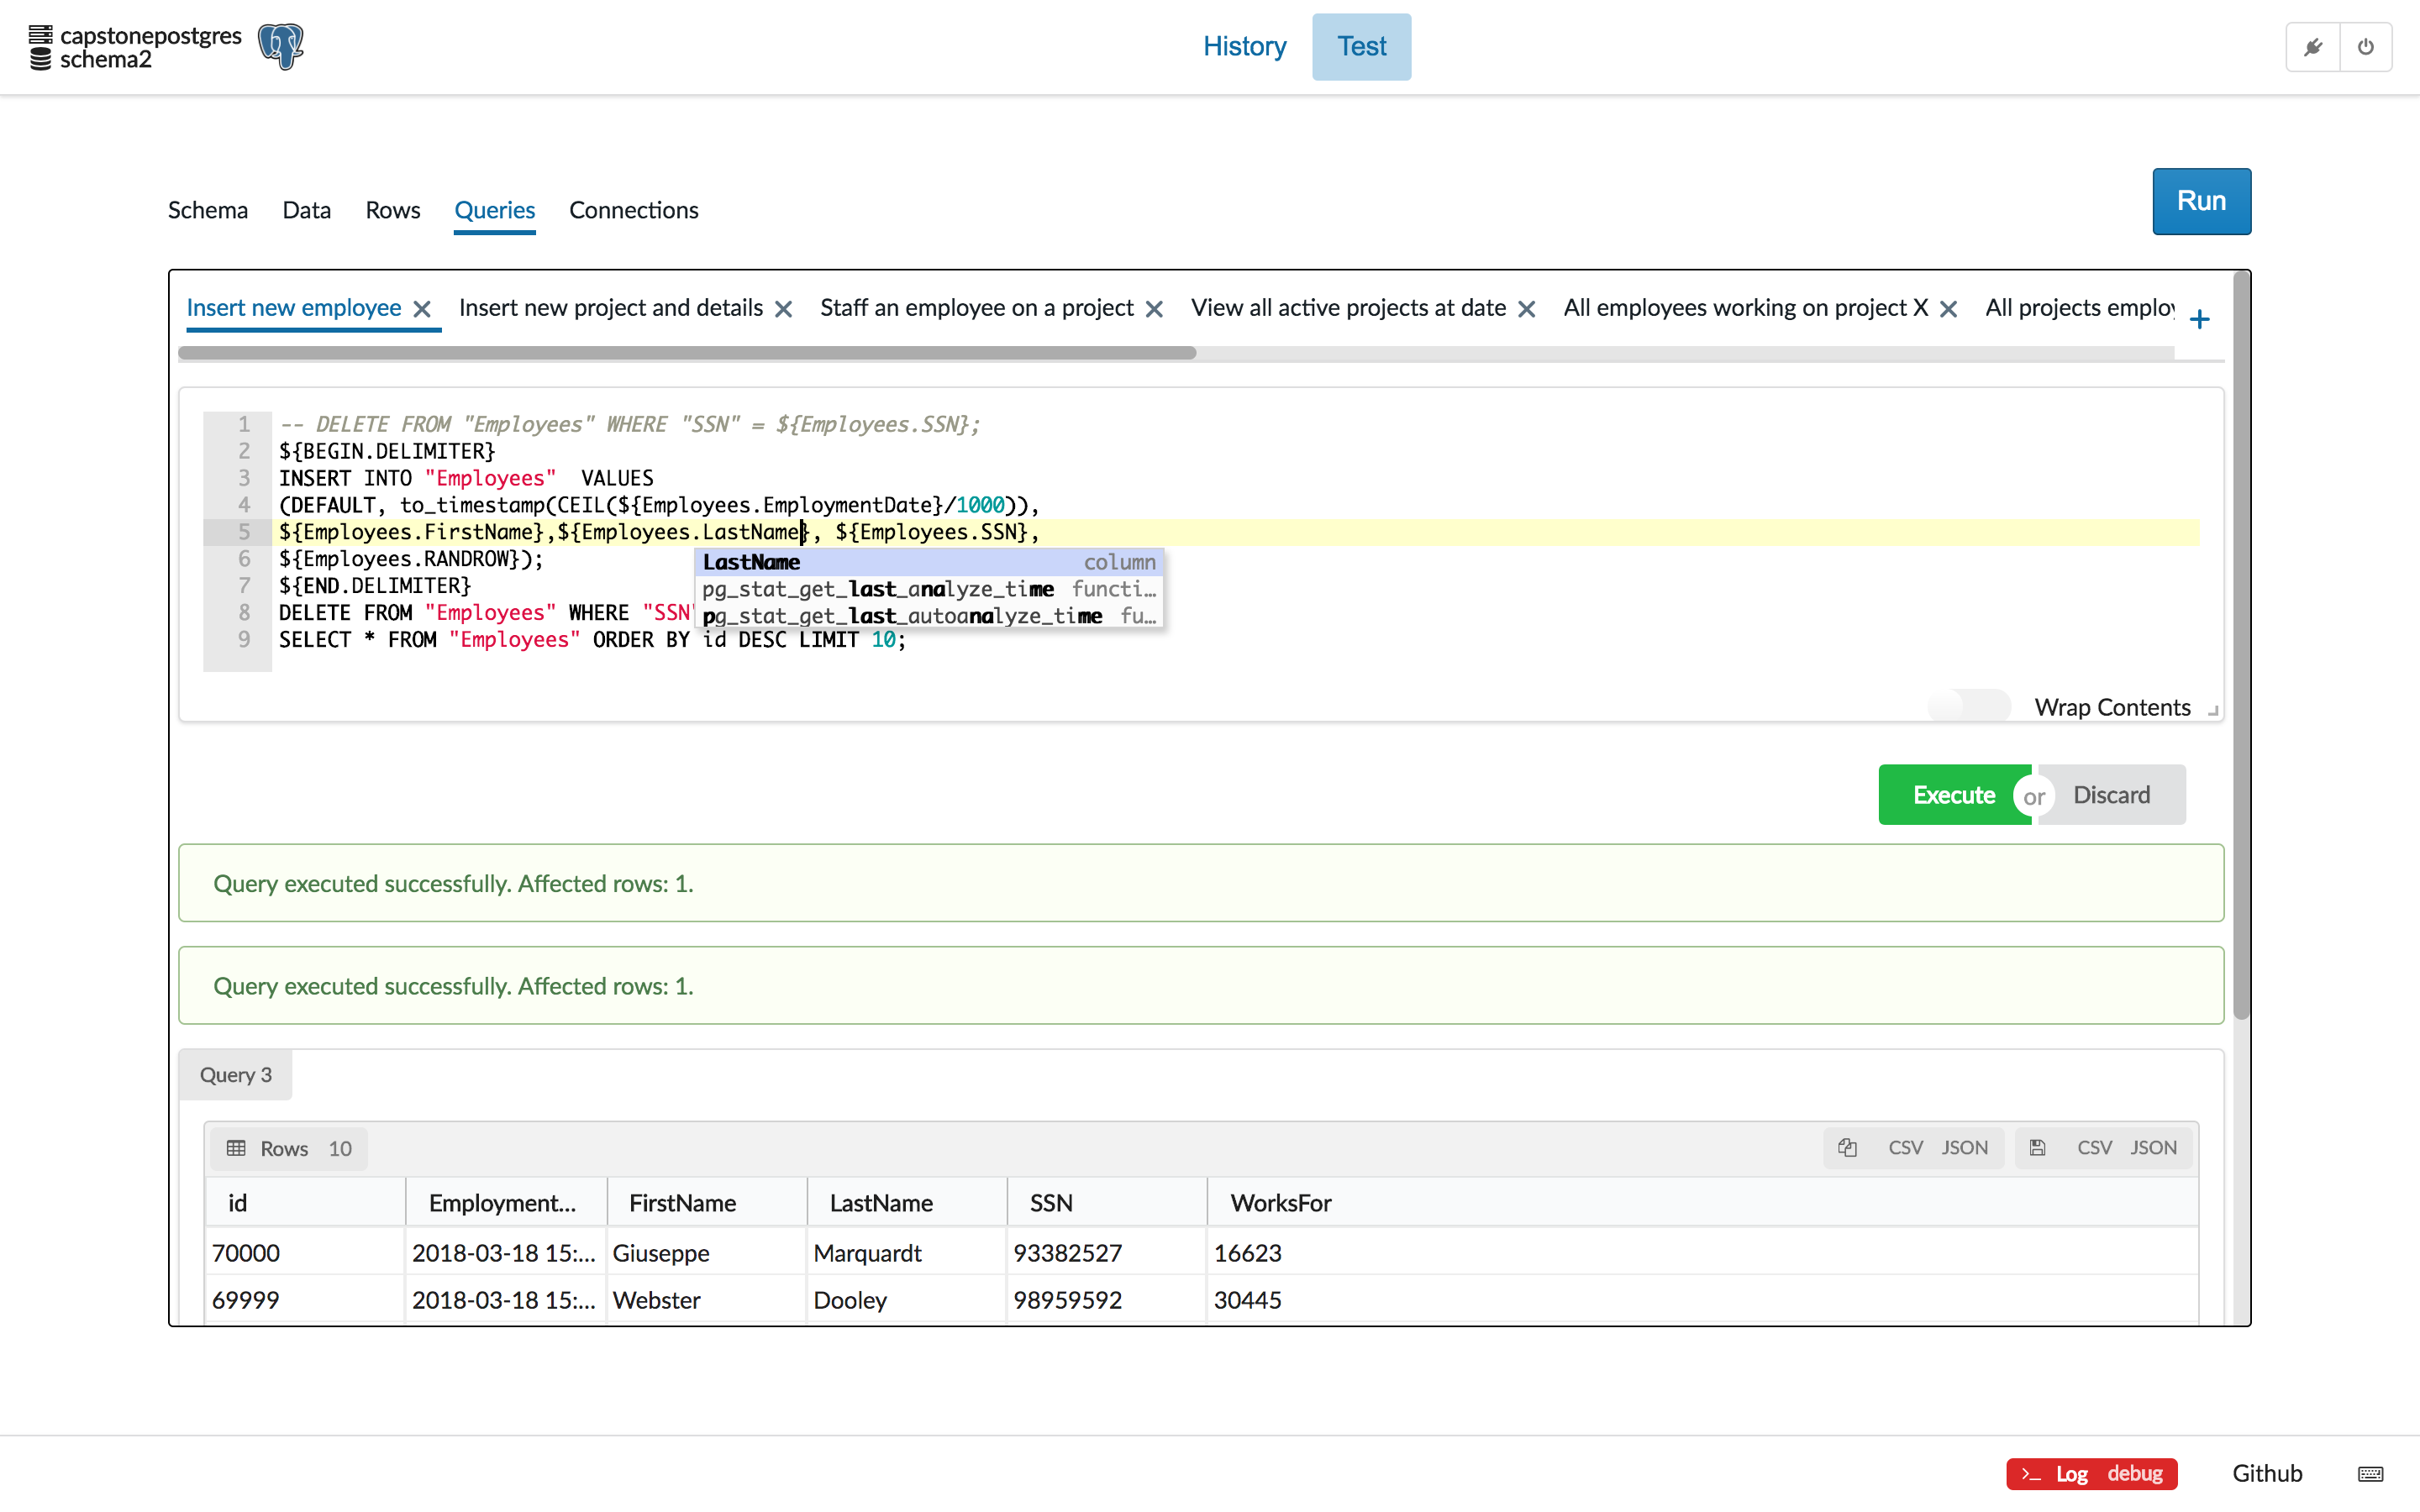 capstonepostgres
schema2
History
Test
Schema
Data
Rows
Queries
Connections
Run
Insert new employee
Insert new project and details
Staff an employee on a project
View all active projects at date
All employees working on project X
All projects employ
+
1 -- DELETE FROM "Employees" WHERE "SSN" = ${Employees.SSN};
2 ${BEGIN.DELIMITER}
3 INSERT INTO "Employees"  VALUES
4 (DEFAULT, to_timestamp(CEIL(${Employees.EmploymentDate}/1000)),
5 ${Employees.FirstName},${Employees.LastName}, ${Employees.SSN},
6 ${Employees.RANDROW});
7 ${END.DELIMITER}
8 DELETE FROM "Employees" WHERE "SSN"
9 SELECT * FROM "Employees" ORDER BY id DESC LIMIT 10;
LastName column
pg_stat_get_last_analyze_time functi…
pg_stat_get_last_autoanalyze_time fu…
Wrap Contents
Execute
or
Discard
Query executed successfully. Affected rows: 1.
Query executed successfully. Affected rows: 1.
Query 3
Rows 10
CSV JSON
CSV JSON
id Employment... FirstName LastName SSN WorksFor
70000 2018-03-18 15:... Giuseppe Marquardt 93382527 16623
69999 2018-03-18 15:... Webster Dooley 98959592 30445
>_ Log debug
Github